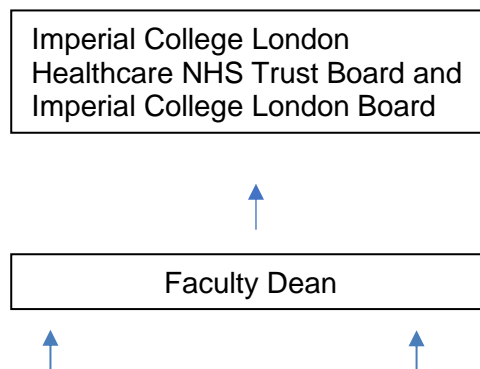 Imperial College London
Healthcare NHS Trust Board and
Imperial College London Board
Faculty Dean